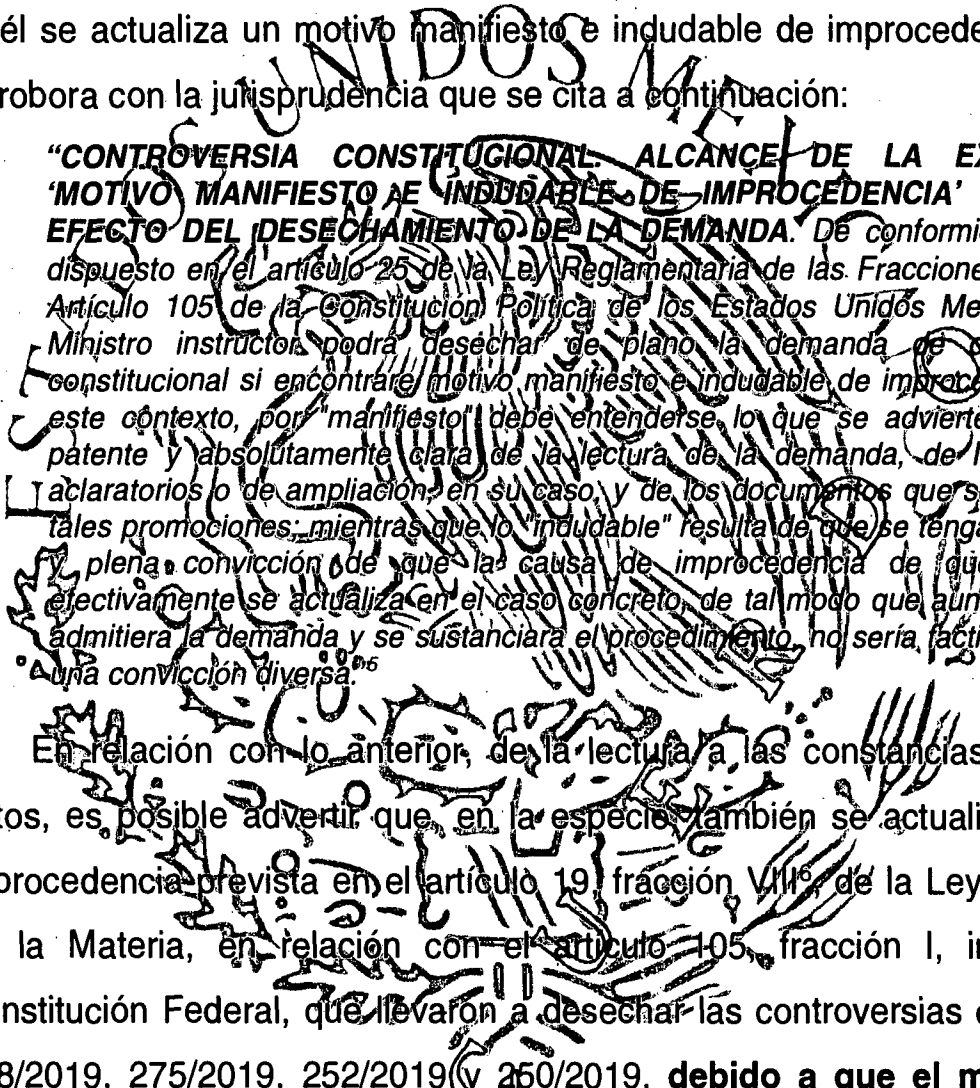 él se actualiza un motivo manifiesto e indudable de improcede
robora con la jurisprudencia que se cita a continuación:
"CONTROVERSIA CONSTITUCIONAL. ALCANCE DE LA EX
'MOTIVO MANIFIESTO E INDUDABLE DE IMPROCEDENCIA'
EFECTO DEL DESECHAMIENTO DE LA DEMANDA. De conformi
dispuesto en el artículo 25 de la Ley Reglamentaria de las Fraccione
Artículo 105 de la Constitución Política de los Estados Unidos Me
Ministro instructor podrá desechar de plano la demanda de c
constitucional si encontrare motivo manifiesto e indudable de improc
este contexto, por "manifiesto" debe entenderse lo que se advierte
patente y absolutamente clara de la lectura de la demanda, de l
aclaratorios o de ampliación, en su caso, y de los documentos que s
tales promociones; mientras que lo "indudable" resulta de que se tenga
y plena convicción de que la causa de improcedencia de que
efectivamente se actualiza en el caso concreto, de tal modo que aun
admitiera la demanda y se sustanciara el procedimiento, no sería facti
una convicción diversa."5
En relación con lo anterior, de la lectura a las constancias
tos, es posible advertir que, en la especie, también se actuali
procedencia prevista en el artículo 19, fracción VIII6, de la Ley
la Materia, en relación con el artículo 105, fracción I, i
nstitución Federal, que llevaron a desechar las controversias c
8/2019, 275/2019, 252/2019 y 250/2019, debido a que el
ESTADOS UNIDOS MEXICANOS